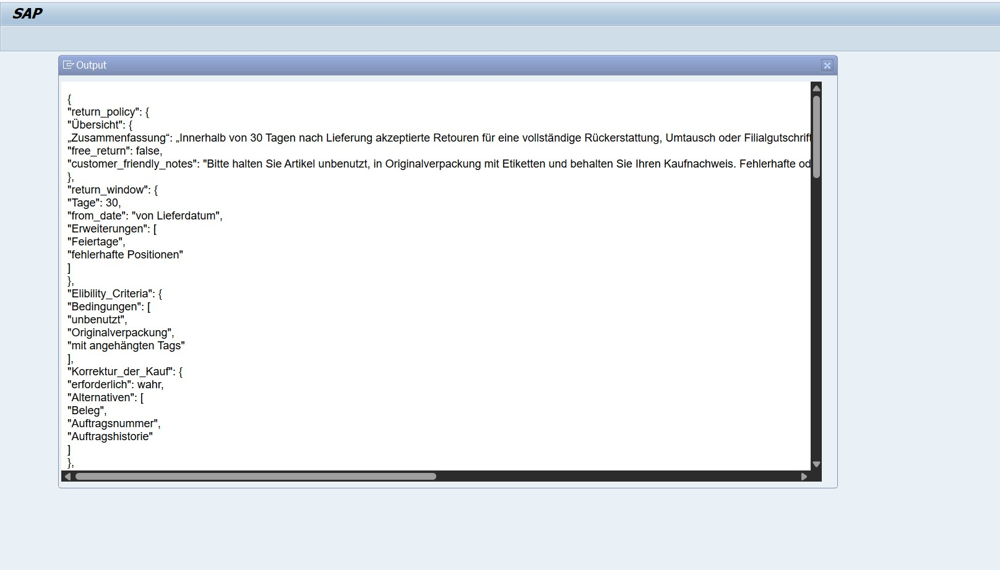 SAP
Output
{
"return_policy": {
"Übersicht": {
„Zusammenfassung“: „Innerhalb von 30 Tagen nach Lieferung akzeptierte Retouren für eine vollständige Rückerstattung, Umtausch oder Filialgutschrift
"free_return": false,
"customer_friendly_notes": "Bitte halten Sie Artikel unbenutzt, in Originalverpackung mit Etiketten und behalten Sie Ihren Kaufnachweis. Fehlerhafte od
},
"return_window": {
"Tage": 30,
"from_date": "von Lieferdatum",
"Erweiterungen": [
"Feiertage",
"fehlerhafte Positionen"
]
},
"Elibility_Criteria": {
"Bedingungen": [
"unbenutzt",
"Originalverpackung",
"mit angehängten Tags"
],
"Korrektur_der_Kauf": {
"erforderlich": wahr,
"Alternativen": [
"Beleg",
"Auftragsnummer",
"Auftragshistorie"
]
},